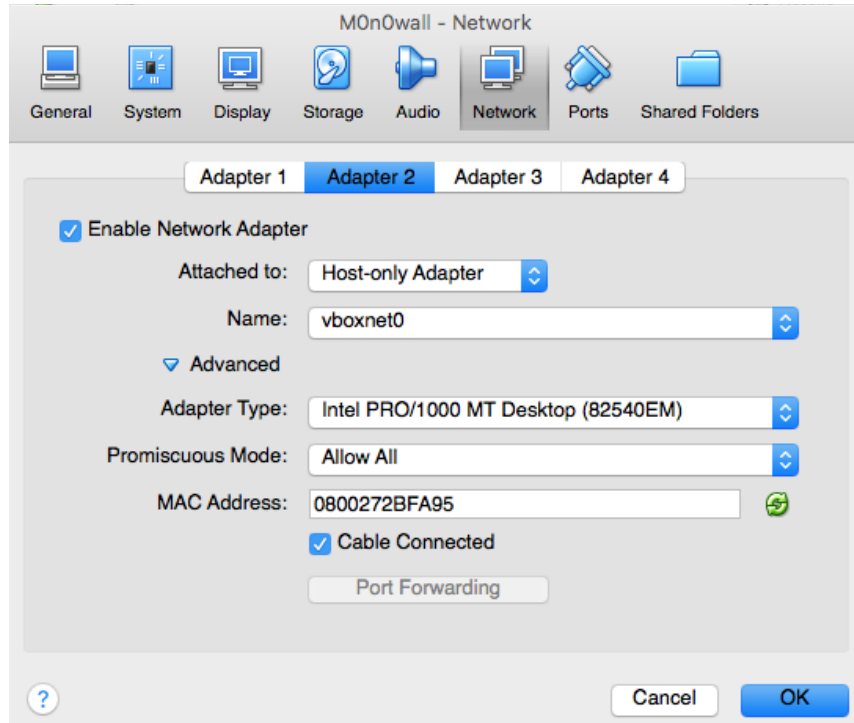 M0n0wall - Network
General System Display Storage Audio Network Ports Shared Folders
Adapter 1 Adapter 2 Adapter 3 Adapter 4
Enable Network Adapter
Attached to: Host-only Adapter
Name: vboxnet0
Advanced
Adapter Type: Intel PRO/1000 MT Desktop (82540EM)
Promiscuous Mode: Allow All
MAC Address: 0800272BFA95
Cable Connected
Port Forwarding
? Cancel OK